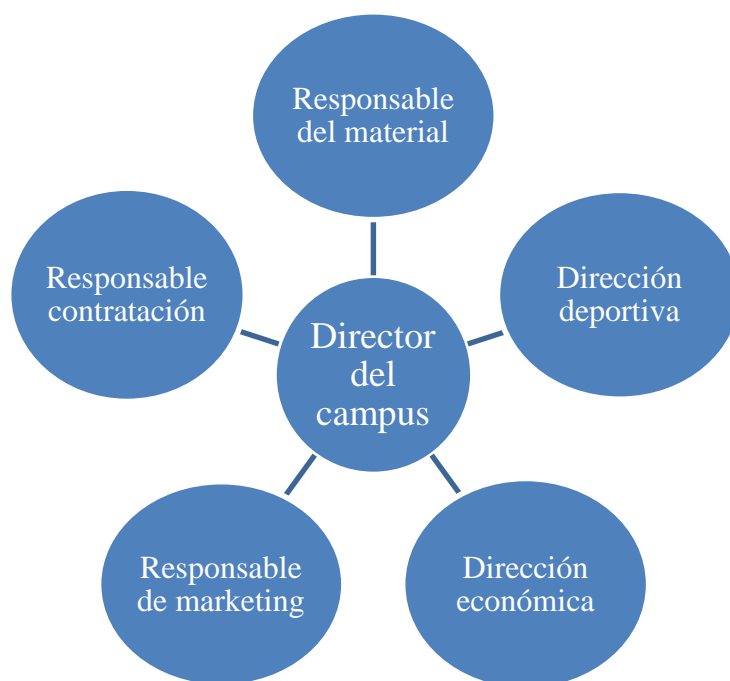 Responsable
del material
Responsable
contratación
Dirección
deportiva
Director
del
campus
Responsable
de marketing
Dirección
económica